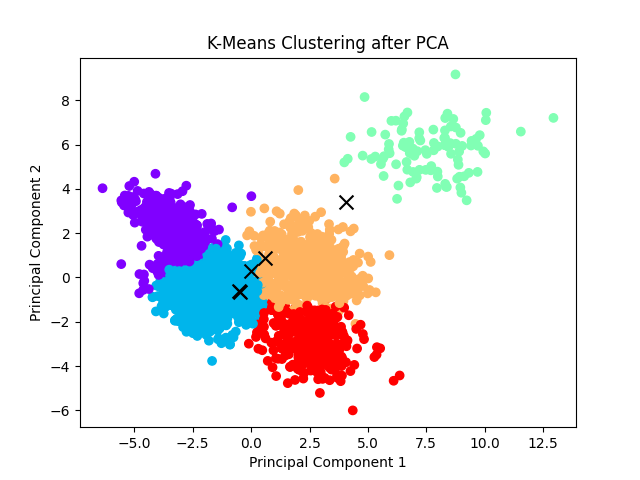 K-Means Clustering after PCA
Principal Component 2
8
6
4
2
0
−2
−4
−6
−5.0 −2.5 0.0 2.5 5.0 7.5 10.0 12.5
Principal Component 1